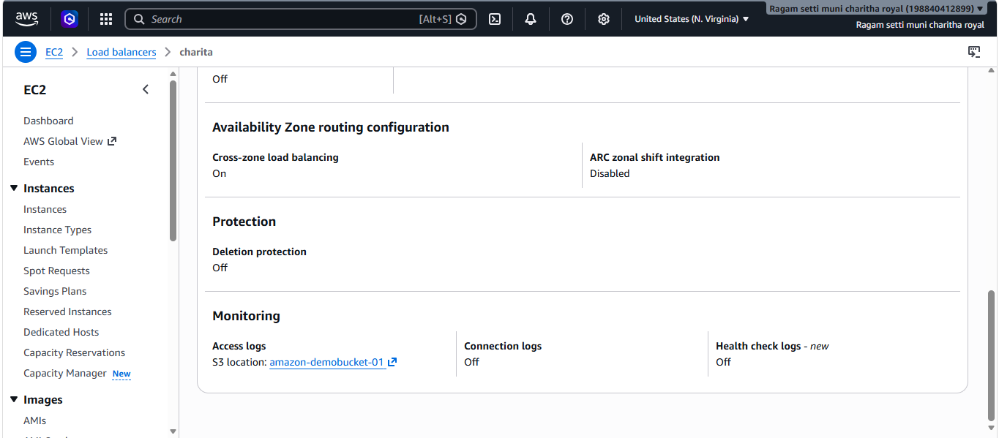 aws
Search
[Alt+S]
United States (N. Virginia)
Ragam setti muni charitha royal (198840412899)
Ragam setti muni charitha royal
EC2
Load balancers
charita
EC2
Dashboard
AWS Global View
Events
Instances
Instances
Instance Types
Launch Templates
Spot Requests
Savings Plans
Reserved Instances
Dedicated Hosts
Capacity Reservations
Capacity Manager New
Images
AMIs
Off
Availability Zone routing configuration
Cross-zone load balancing
On
ARC zonal shift integration
Disabled
Protection
Deletion protection
Off
Monitoring
Access logs
S3 location: amazon-demobucket-01
Connection logs
Off
Health check logs - new
Off